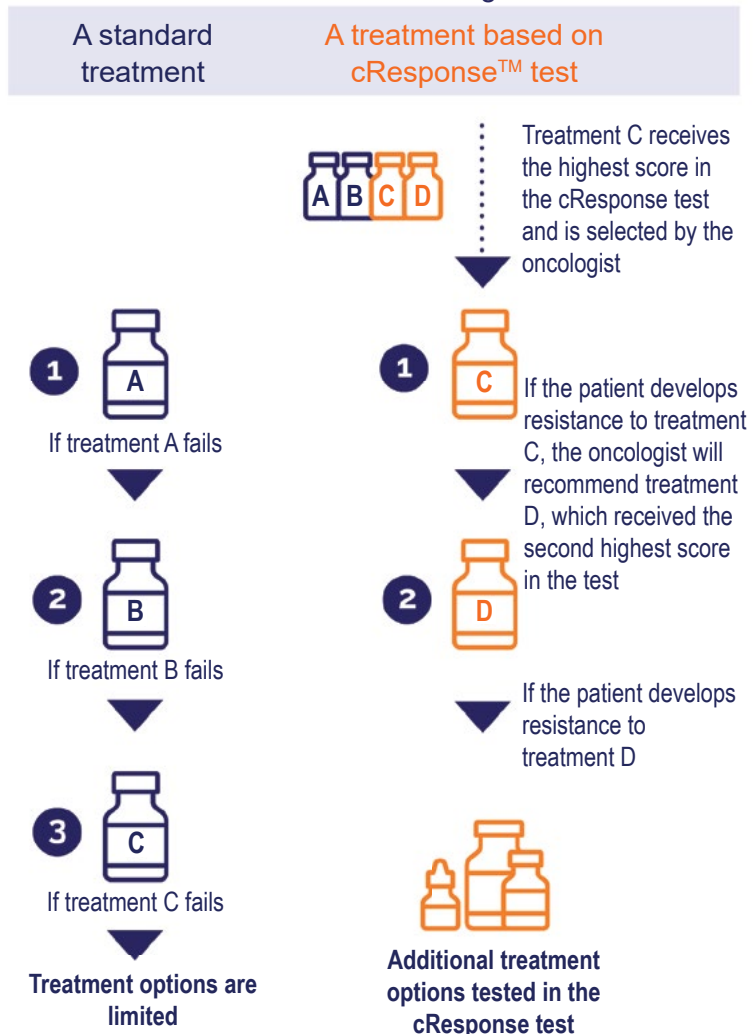 A standard
treatment
A treatment based on
cResponse™ test
A B C D
Treatment C receives
the highest score in
the cResponse test
and is selected by the
oncologist
1
A
If treatment A fails
2
B
If treatment B fails
3
C
If treatment C fails
Treatment options are
limited
1
C
If the patient develops
resistance to treatment
C, the oncologist will
recommend treatment
D, which received the
second highest score
in the test
2
D
If the patient develops
resistance to
treatment D
Additional treatment
options tested in the
cResponse test